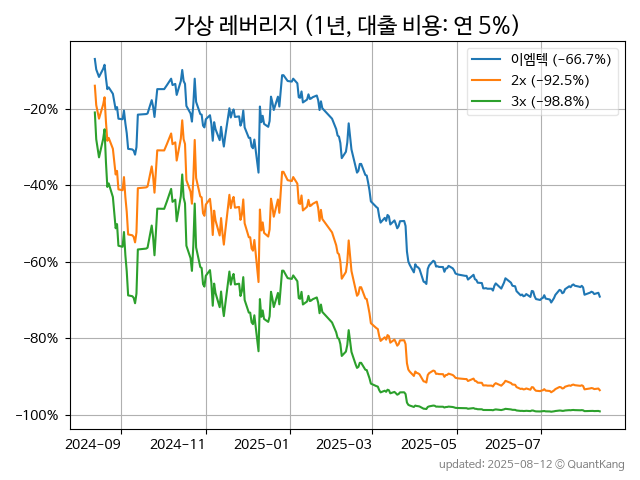 가상 레버리지 (1년, 대출 비용: 연 5%)
이엠텍 (−66.7%)
2x (−92.5%)
3x (−98.8%)
−20%
−40%
−60%
−80%
−100%
2024-09 2024-11 2025-01 2025-03 2025-05 2025-07
updated: 2025-08-12 © QuantKang